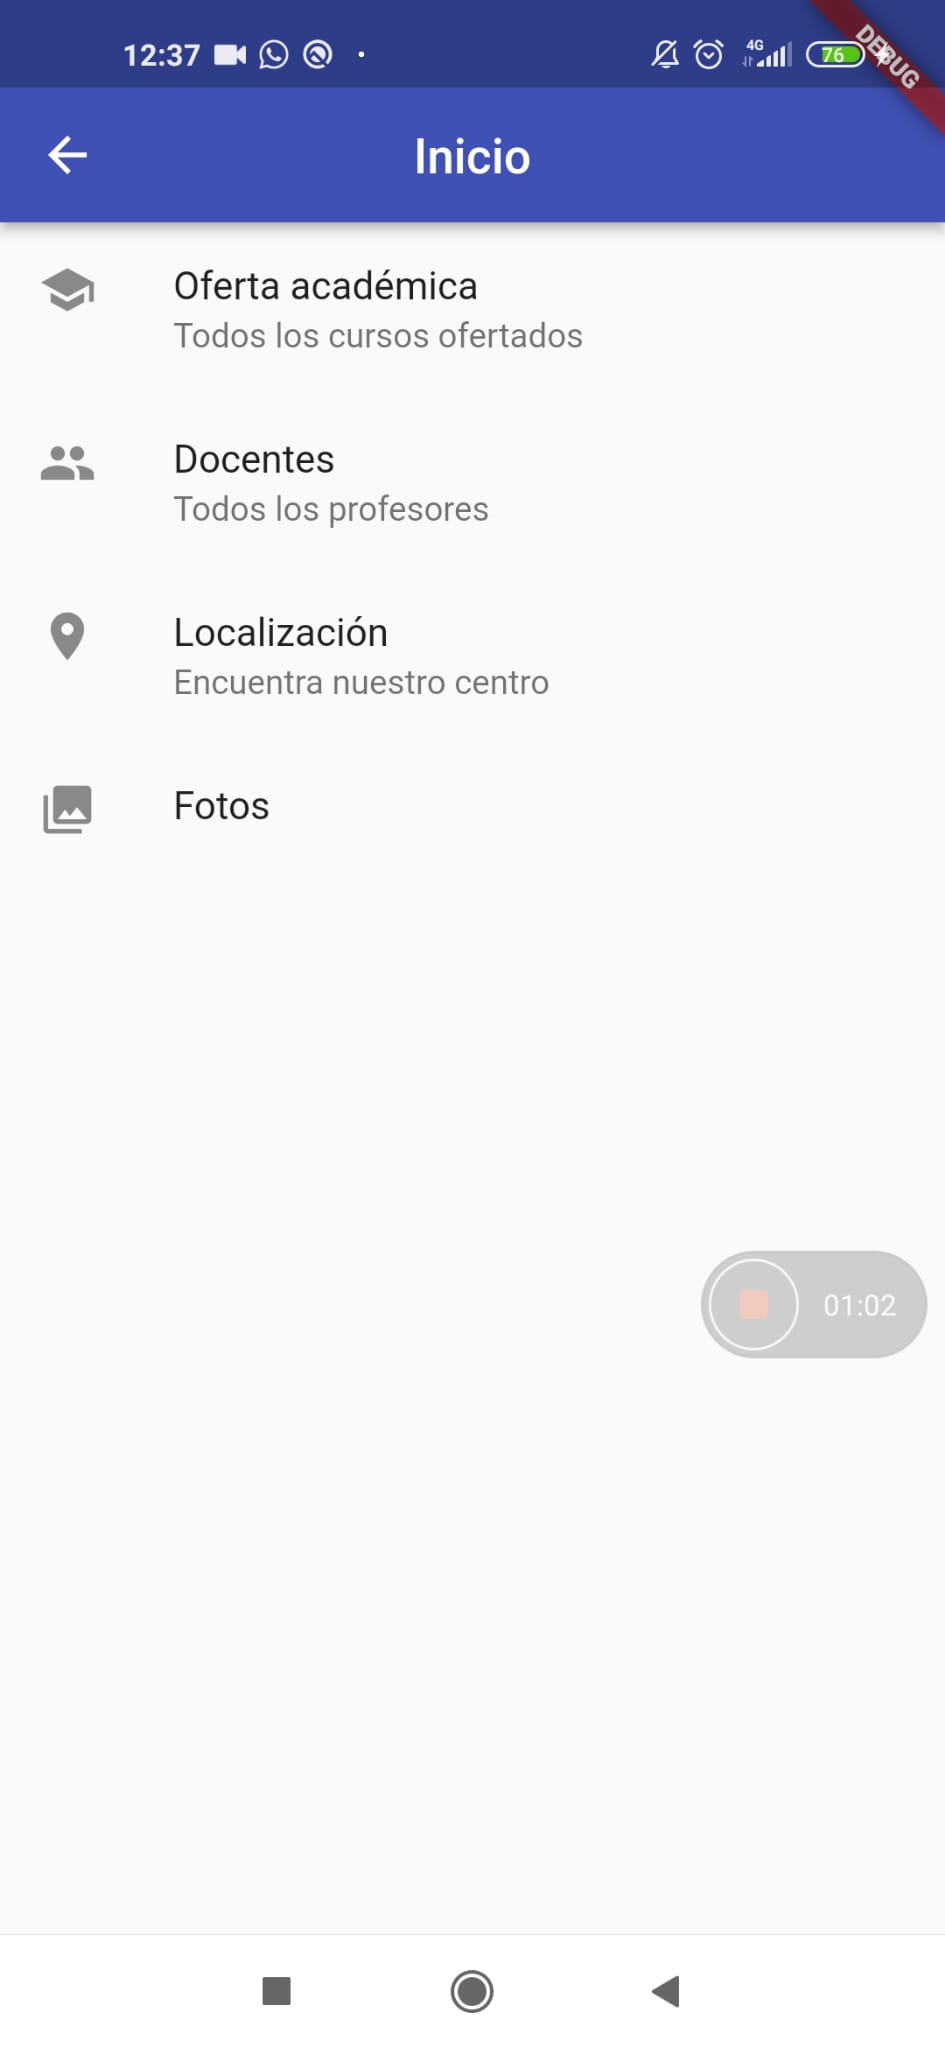 12:37
4G
76
DEBUG
Inicio
Oferta académica
Todos los cursos ofertados
Docentes
Todos los profesores
Localización
Encuentra nuestro centro
Fotos
01:02